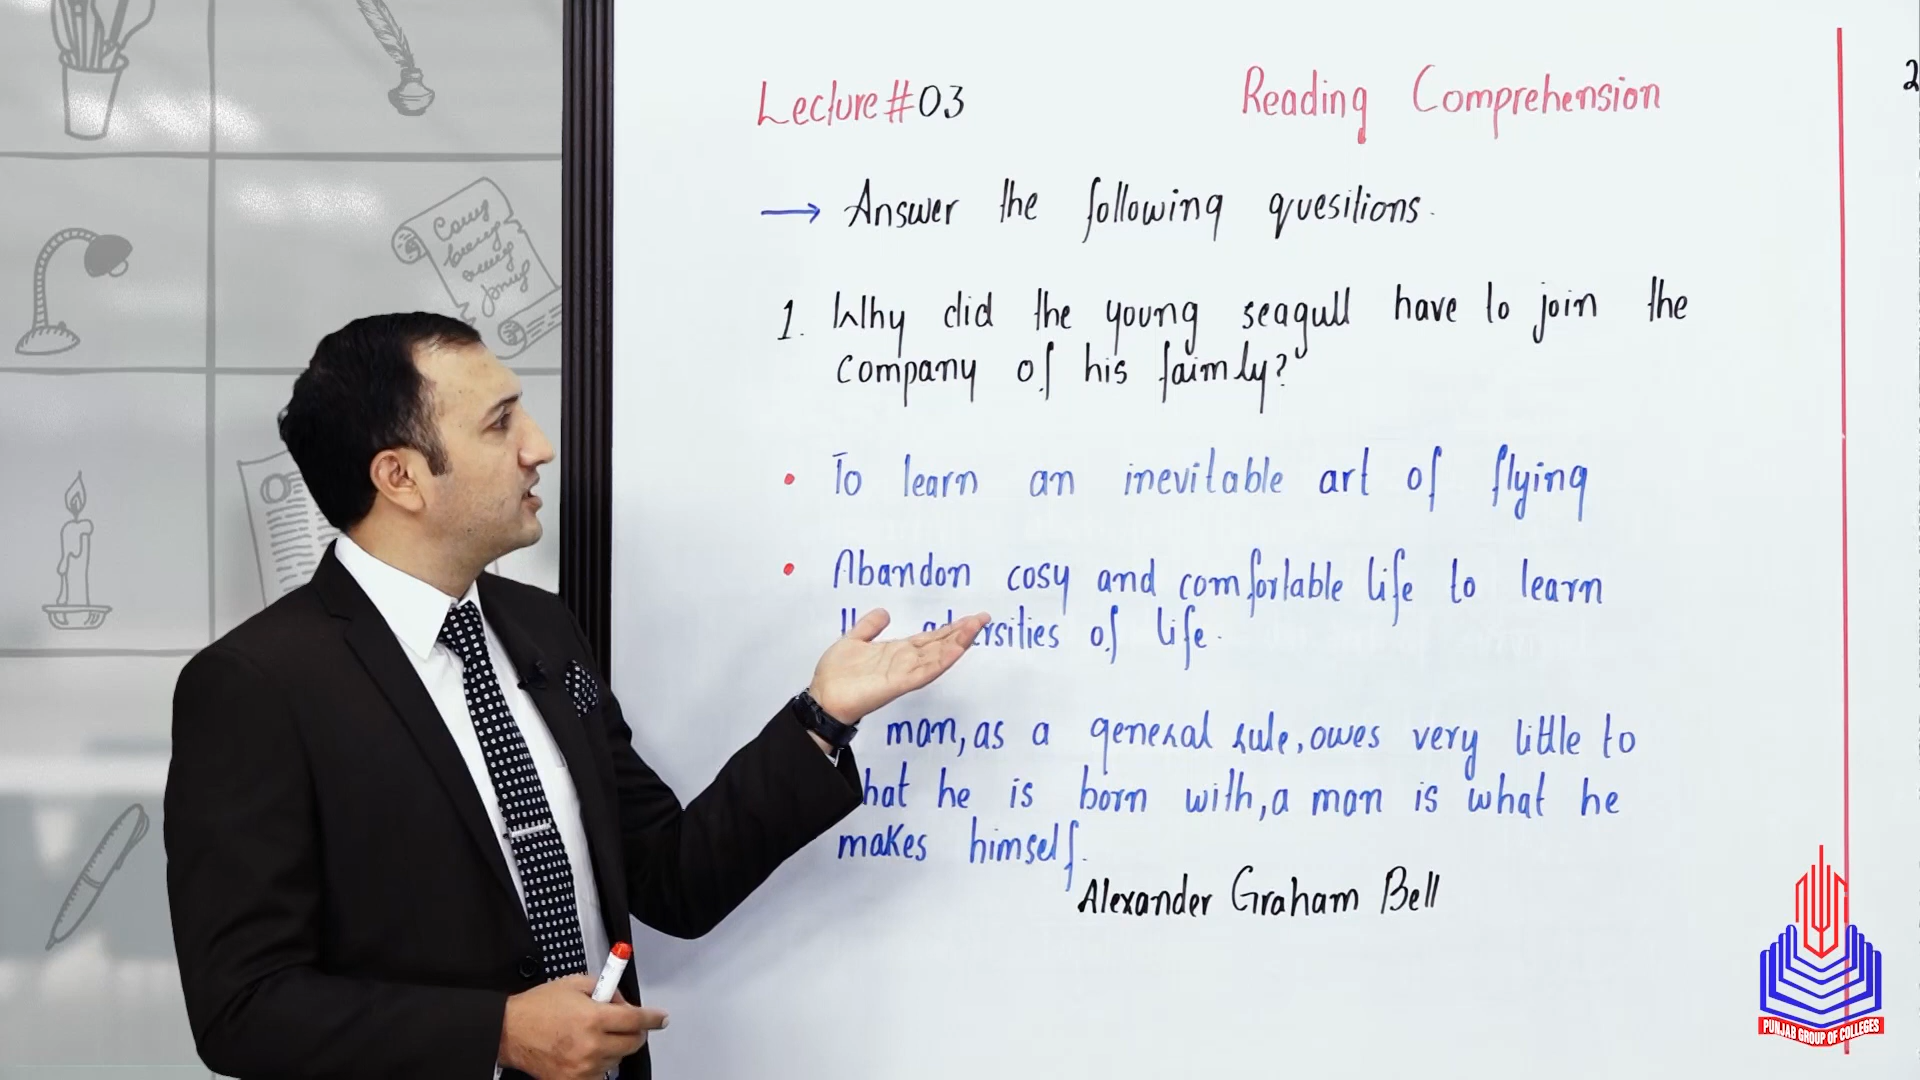 Lecture#03 Reading Comprehension 2
→ Answer the following quesitions.
1. Why did the young seagull have to join the
company of his faimly?
• To learn an inevitable art of flying
• Abandon cosy and comfortable life to learn
adversities of life.
man, as a general rule, owes very little to
he is born with, a man is what he
makes himself.
Alexander Graham Bell
PUNJAB GROUP OF COLLEGES